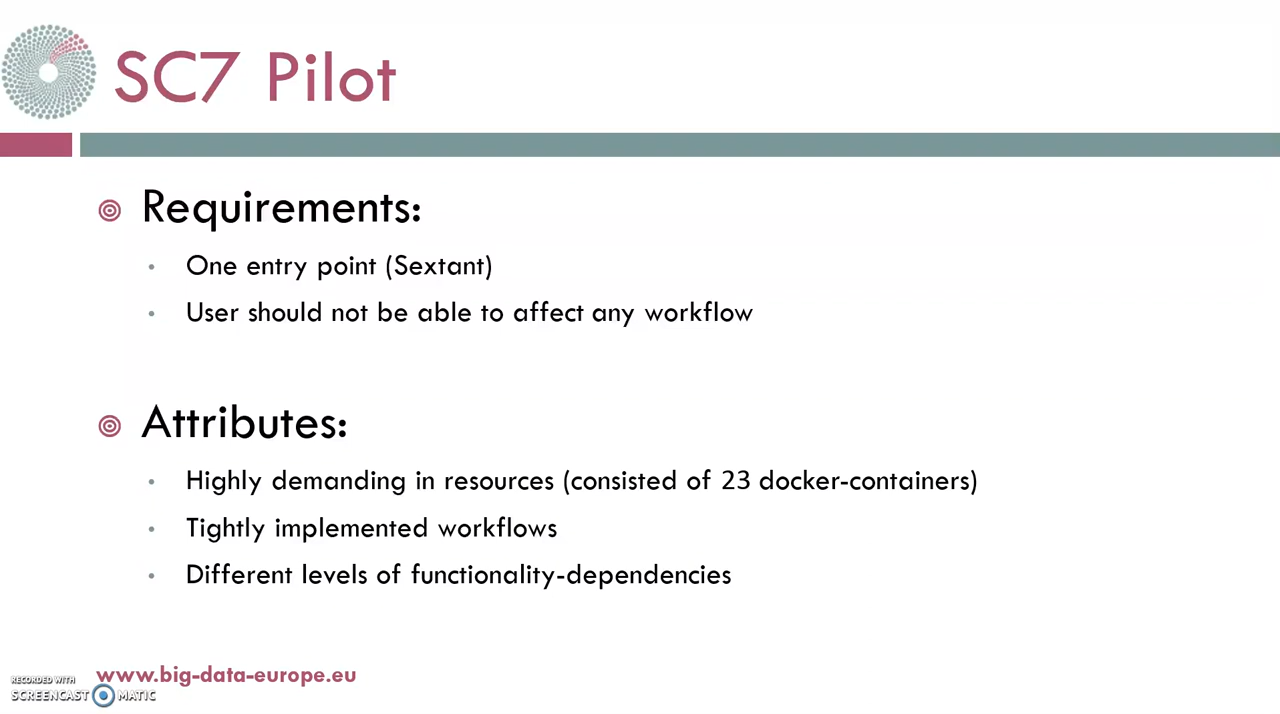 SC7 Pilot
Requirements:
One entry point (Sextant)
User should not be able to affect any workflow
Attributes:
Highly demanding in resources (consisted of 23 docker-containers)
Tightly implemented workflows
Different levels of functionality-dependencies
www.big-data-europe.eu
RECORDED WITH
SCREENCAST MATIC